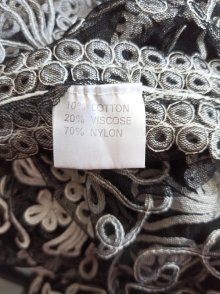 10% COTTON
20% VISCOSE
70% NYLON